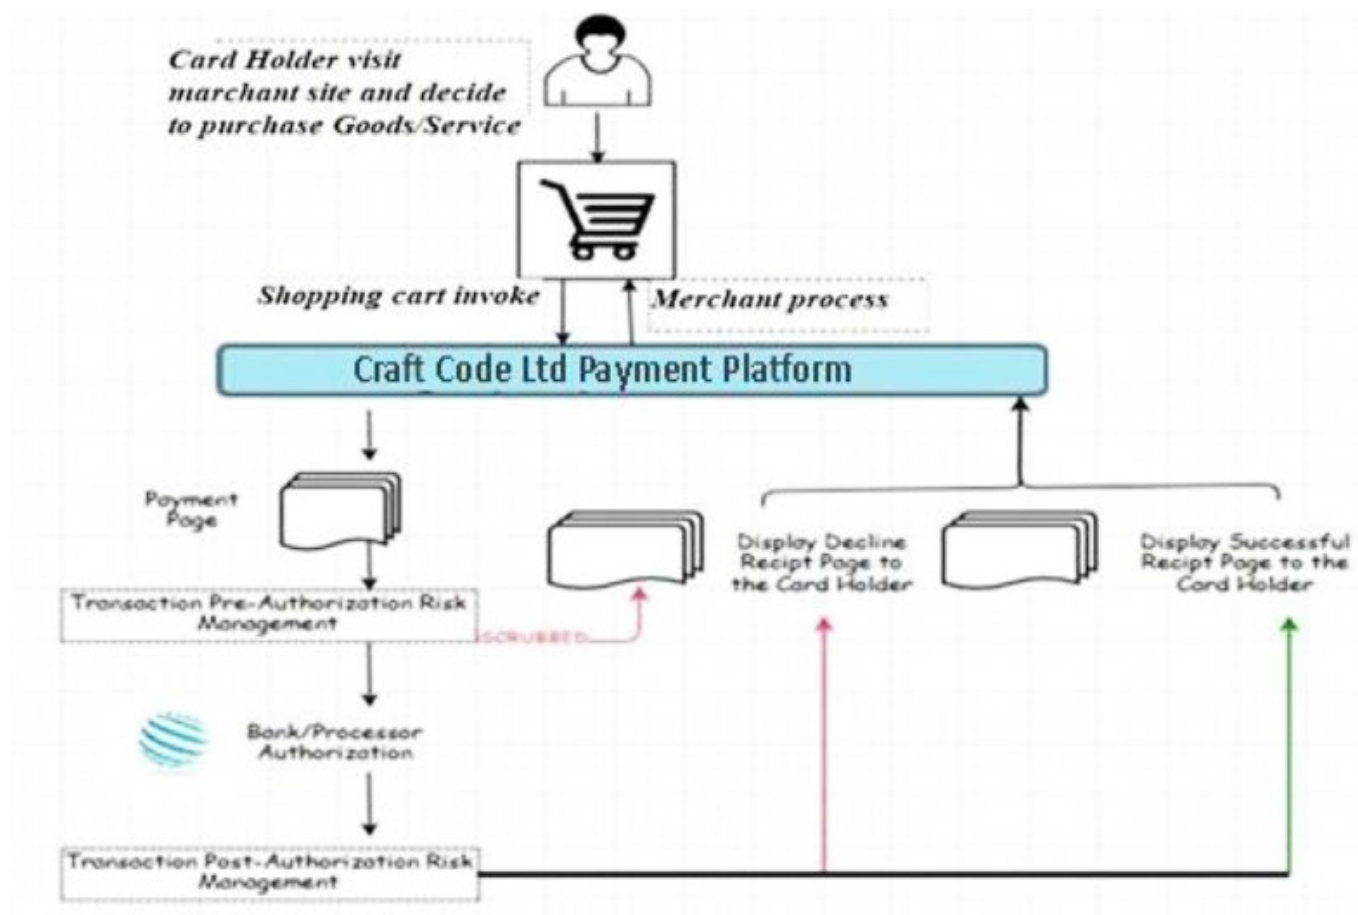 Card Holder visit
marchant site and decide
to purchase Goods/Service
Shopping cart invoke
Merchant process
Craft Code Ltd Payment Platform
Payment
Page
Display Decline
Recipt Page to
the Card Holder
Display Successful
Recipt Page to the
Card Holder
Transaction Pre-Authorization Risk
Management
SCRUBBED
Bank/Processor
Authorization
Transaction Post-Authorization Risk
Management